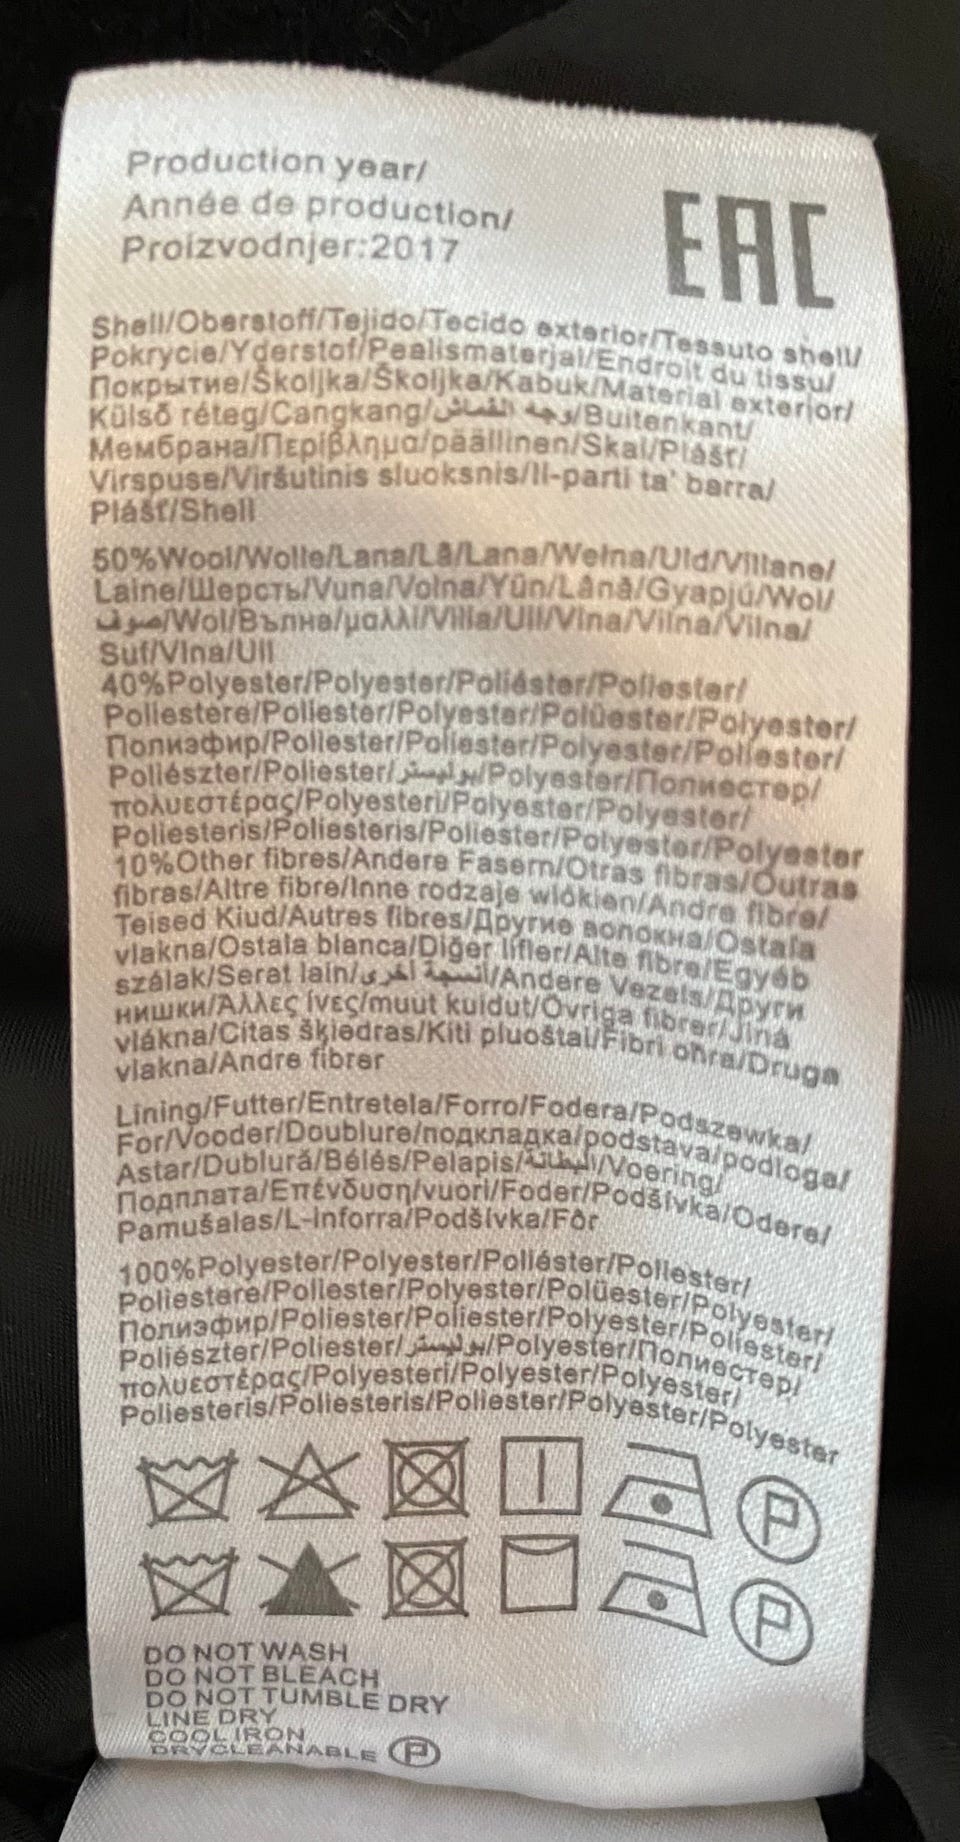 Production year/
Année de production/
Proizvodnjer:2017
EAC
Shell/Oberstoff/Tejido/Tecido exterior/Tessuto shell/
Pokrycie/Yderstof/Pealismaterjal/Endroit du tissu/
Покрытие/Školjka/Školjka/Kabuk/Material exterior/
Külső réteg/Cangkang/وجه القماش/Buitenkant/
Мембрана/Περίβλημα/päällinen/Skal/Plášť/
Virspuse/Viršutinis sluoksnis/Il-parti ta' barra/
Plášť/Shell
50%Wool/Wolle/Lana/Lã/Lana/Wełna/Uld/Villane/
Laine/Шерсть/Vuna/Volna/Yün/Lână/Gyapjú/Wol/
صوف/Wol/Вълна/μαλλί/Villa/Ull/Vlna/Vilna/Vilna/
Suf/Vlna/Ull
40%Polyester/Polyester/Poliéster/Poliester/
Poliestere/Poliester/Polyester/Polüester/Polyester/
Полиэфир/Poliester/Poliester/Polyester/Poliester/
Poliészter/Poliester/بوليستر/Polyester/Полиестер/
πολυεστέρας/Polyesteri/Polyester/Polyester/
Poliesteris/Poliesteris/Poliester/Polyester/Polyester
10%Other fibres/Andere Fasern/Otras fibras/Outras
fibras/Altre fibre/Inne rodzaje włókien/Andre fibre/
Teised Kiud/Autres fibres/Другие волокна/Ostala
vlakna/Ostala blanca/Diğer lifler/Alte fibre/Egyéb
szálak/Serat lain/أنسجة أخرى/Andere Vezels/Други
нишки/Άλλες ίνες/muut kuidut/Övriga fibrer/Jiná
vlákna/Citas šķiedras/Kiti pluoštai/Fibri oħra/Druga
vlakna/Andre fibrer
Lining/Futter/Entretela/Forro/Fodera/Podszewka/
For/Vooder/Doublure/подкладка/podstava/podloga/
Astar/Dublură/Bélés/Pelapis/البطانة/Voering/
Подплата/Επένδυση/vuori/Foder/Podšívka/Odere/
Pamušalas/L-Inforra/Podšívka/Fôr
100%Polyester/Polyester/Poliéster/Poliester/
Poliestere/Poliester/Polyester/Polüester/Polyester/
Полиэфир/Poliester/Poliester/Polyester/Poliester/
Poliészter/Poliester/بوليستر/Polyester/Полиестер/
πολυεστέρας/Polyesteri/Polyester/Polyester/
Poliesteris/Poliesteris/Poliester/Polyester/Polyester
P
P
DO NOT WASH
DO NOT BLEACH
DO NOT TUMBLE DRY
LINE DRY
COOL IRON
DRYCLEANABLE P